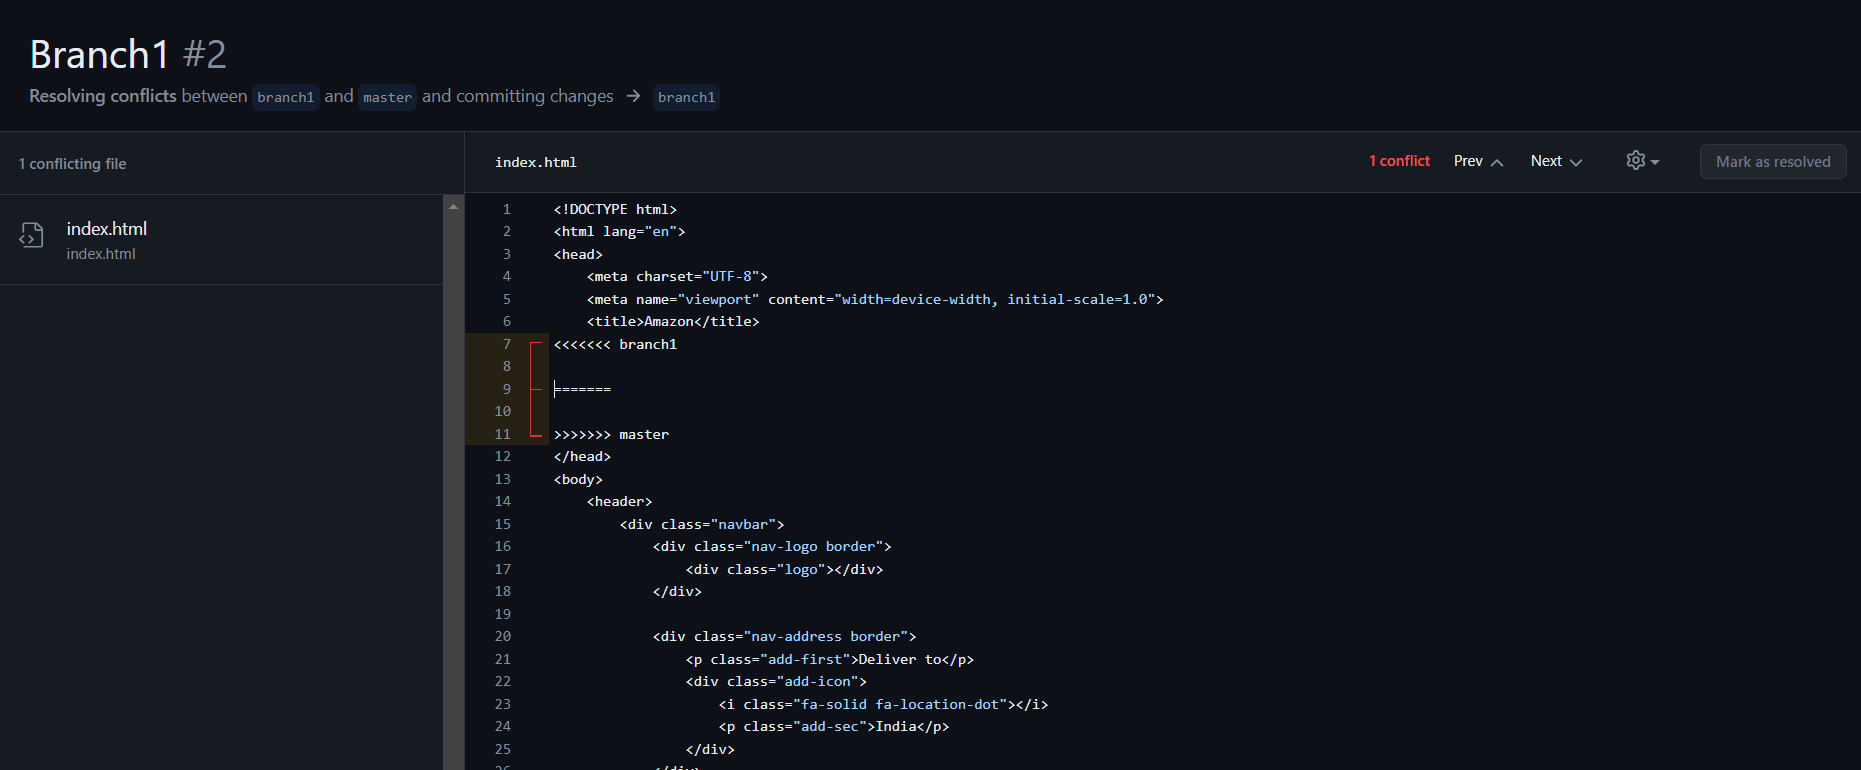 Branch1 #2
Resolving conflicts between branch1 and master and committing changes → branch1
1 conflicting file
index.html
index.html
index.html
1 conflict Prev Next Mark as resolved
1 <!DOCTYPE html>
2 <html lang="en">
3 <head>
4     <meta charset="UTF-8">
5     <meta name="viewport" content="width=device-width, initial-scale=1.0">
6     <title>Amazon</title>
7 <<<<<<< branch1
8
9 =======
10
11 >>>>>>> master
12 </head>
13 <body>
14     <header>
15         <div class="navbar">
16             <div class="nav-logo border">
17                 <div class="logo"></div>
18             </div>
19
20             <div class="nav-address border">
21                 <p class="add-first">Deliver to</p>
22                 <div class="add-icon">
23                     <i class="fa-solid fa-location-dot"></i>
24                     <p class="add-sec">India</p>
25                 </div>
26             </div>